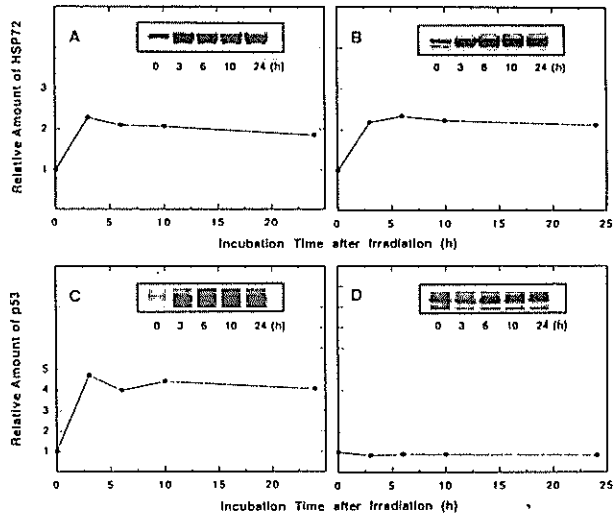 Relative Amount of HSP72
A
0 3 6 10 24 (h)
3
2
1
0 5 10 15 20
B
0 3 6 10 24 (h)
0 5 10 15 20 25
Incubation Time after Irradiation (h)
Relative Amount of p53
C
0 3 6 10 24 (h)
5
4
3
2
1
0 5 10 15 20
D
0 3 6 10 24 (h)
0 5 10 15 20 25
Incubation Time after Irradiation (h)